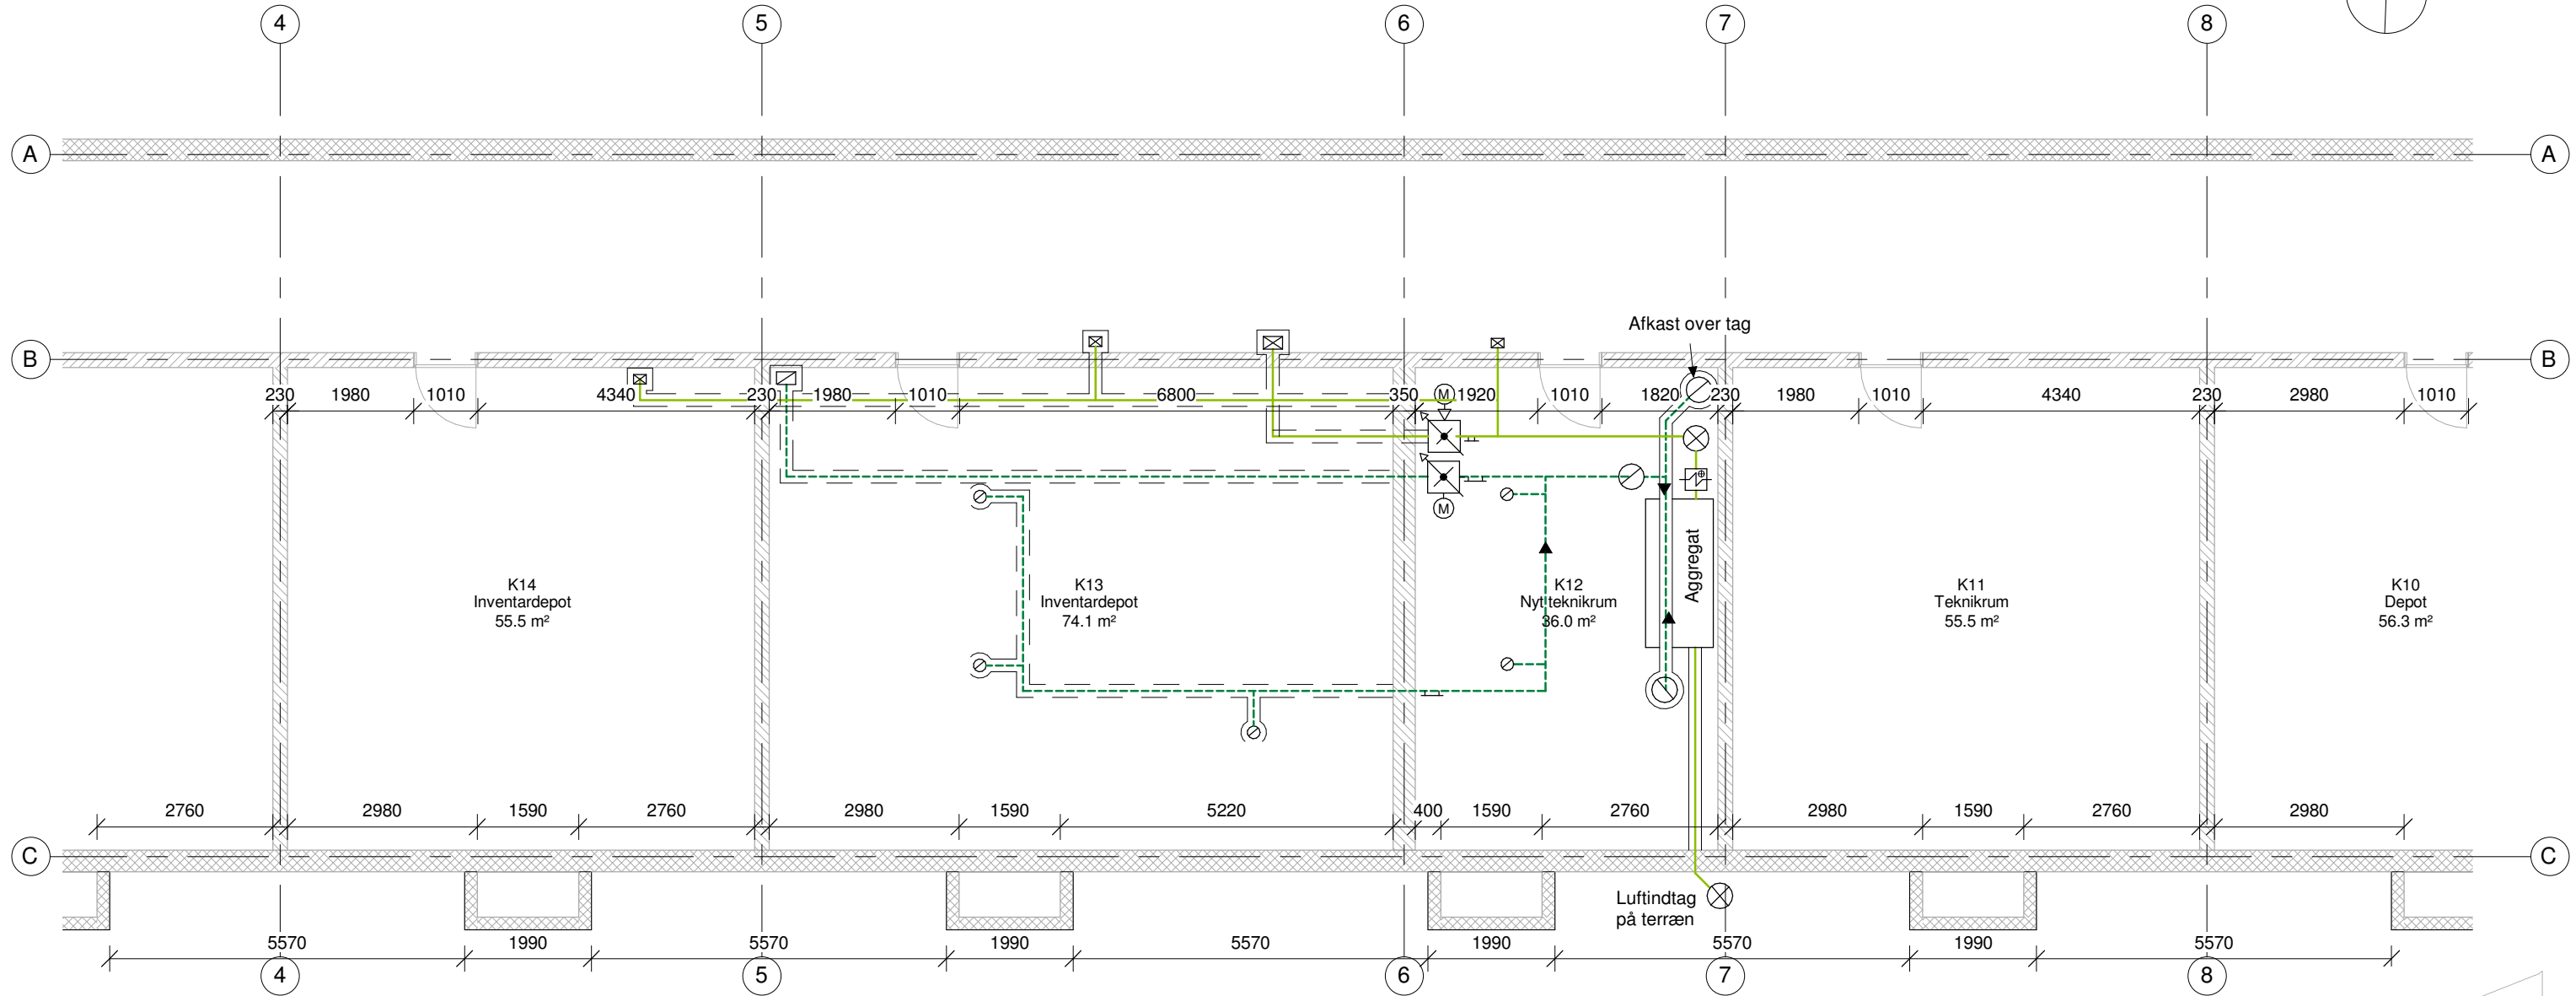 4 5 6 7 8
A A
Afkast over tag
B B
230 1980 1010 4340 230 1980 1010 6800 350 M 1920 1010 1820 230 1980 1010 4340 230 2980 1010
M
Aggregat
K14
Inventardepot
55.5 m²
K13
Inventardepot
74.1 m²
K12
Nyt teknikrum
36.0 m²
K11
Teknikrum
55.5 m²
K10
Depot
56.3 m²
2760 2980 1590 2760 2980 1590 5220 400 1590 2760 2980 1590 2760 2980
C C
Luftindtag
på terræn
5570 1990 5570 1990 5570 1990 5570 1990 5570
4 5 6 7 8